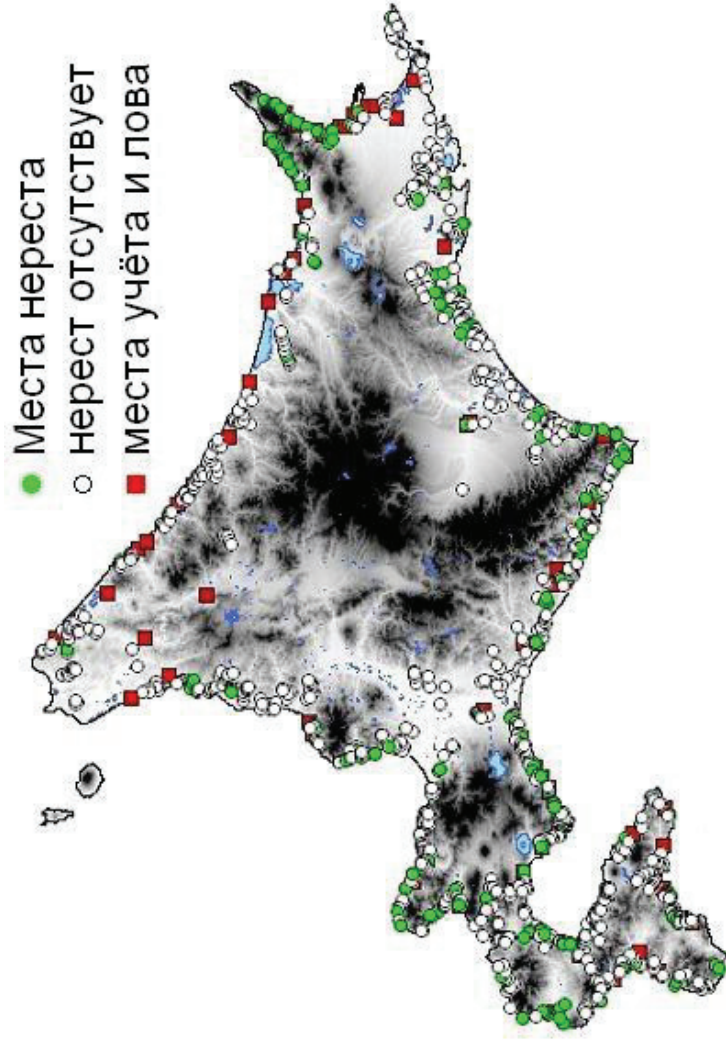 Места нереста
нерест отсутствует
места учёта и лова